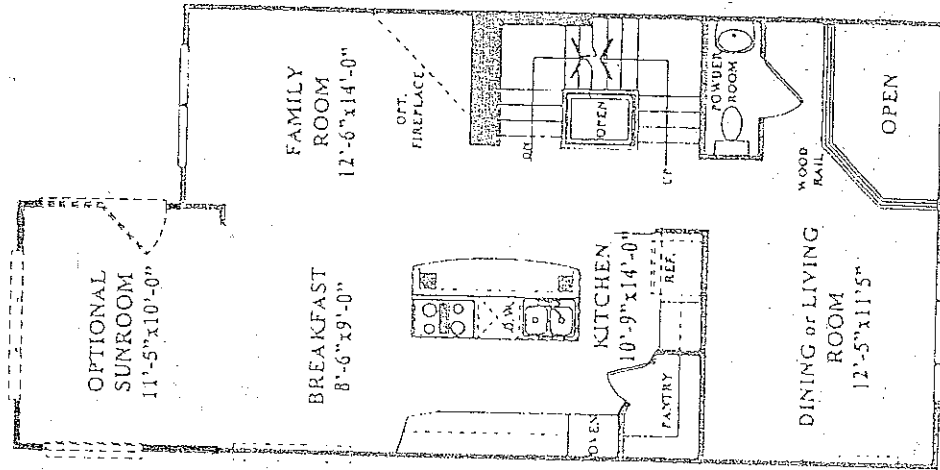 OPTIONAL
SUNROOM
11'-5"x10'-0"
BREAKFAST
8'-6"x9'-0"
FAMILY
ROOM
12'-6"x14'-0"
OPT.
FIREPLACE
DN
OPEN
UP
POWDER
ROOM
WOOD
RAIL
OPEN
D.W.
KITCHEN
10'-9"x14'-0"
REF.
OVEN
PANTRY
DINING or LIVING
ROOM
12'-5"x11'5"